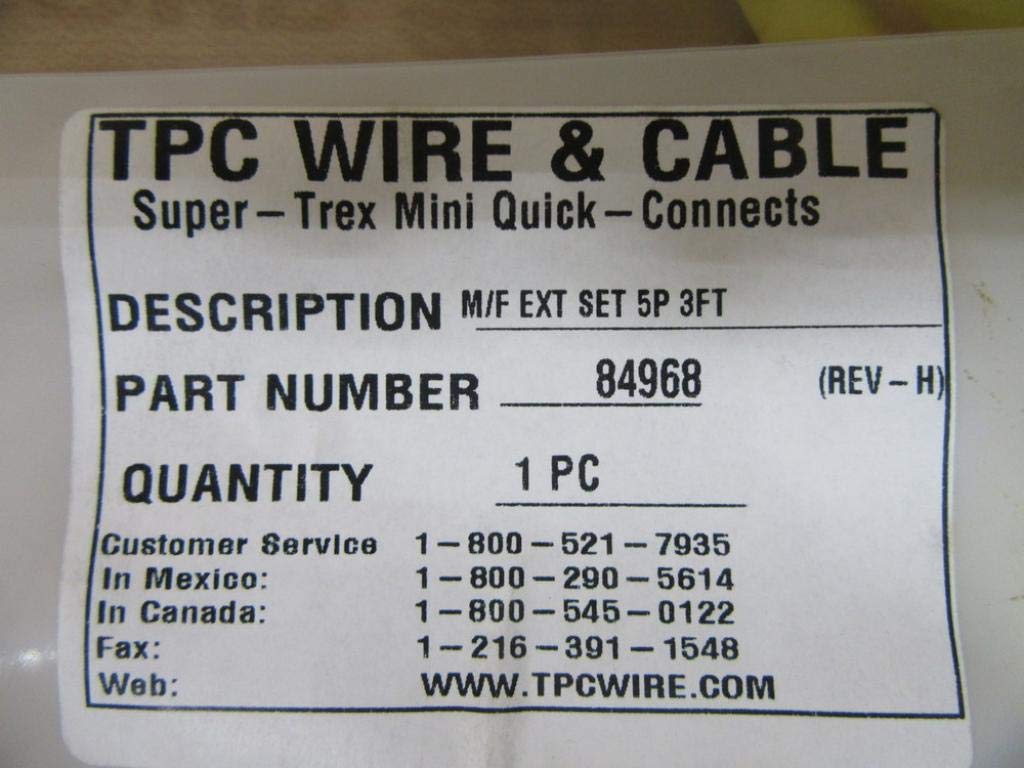 TPC WIRE & CABLE
Super-Trex Mini Quick-Connects
DESCRIPTION M/F EXT SET 5P 3FT
PART NUMBER 84968 (REV-H)
QUANTITY 1 PC
Customer Service 1-800-521-7935
In Mexico: 1-800-290-5614
In Canada: 1-800-545-0122
Fax: 1-216-391-1548
Web: WWW.TPCWIRE.COM